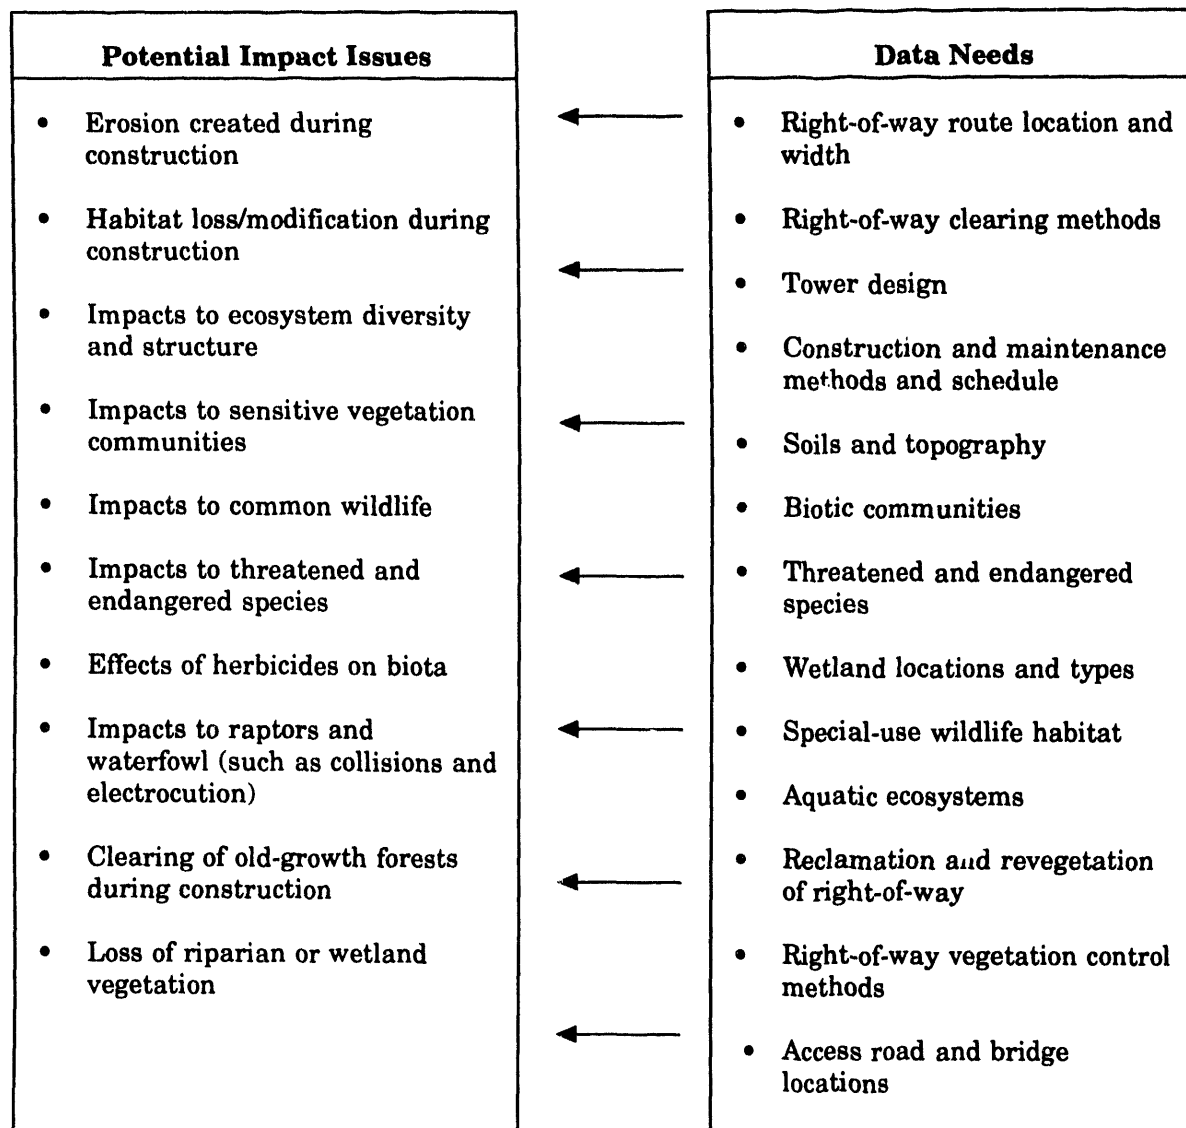 Potential Impact Issues
• Erosion created during
construction
• Habitat loss/modification during
construction
• Impacts to ecosystem diversity
and structure
• Impacts to sensitive vegetation
communities
• Impacts to common wildlife
• Impacts to threatened and
endangered species
• Effects of herbicides on biota
• Impacts to raptors and
waterfowl (such as collisions and
electrocution)
• Clearing of old-growth forests
during construction
• Loss of riparian or wetland
vegetation
Data Needs
• Right-of-way route location and
width
• Right-of-way clearing methods
• Tower design
• Construction and maintenance
methods and schedule
• Soils and topography
• Biotic communities
• Threatened and endangered
species
• Wetland locations and types
• Special-use wildlife habitat
• Aquatic ecosystems
• Reclamation and revegetation
of right-of-way
• Right-of-way vegetation control
methods
• Access road and bridge
locations